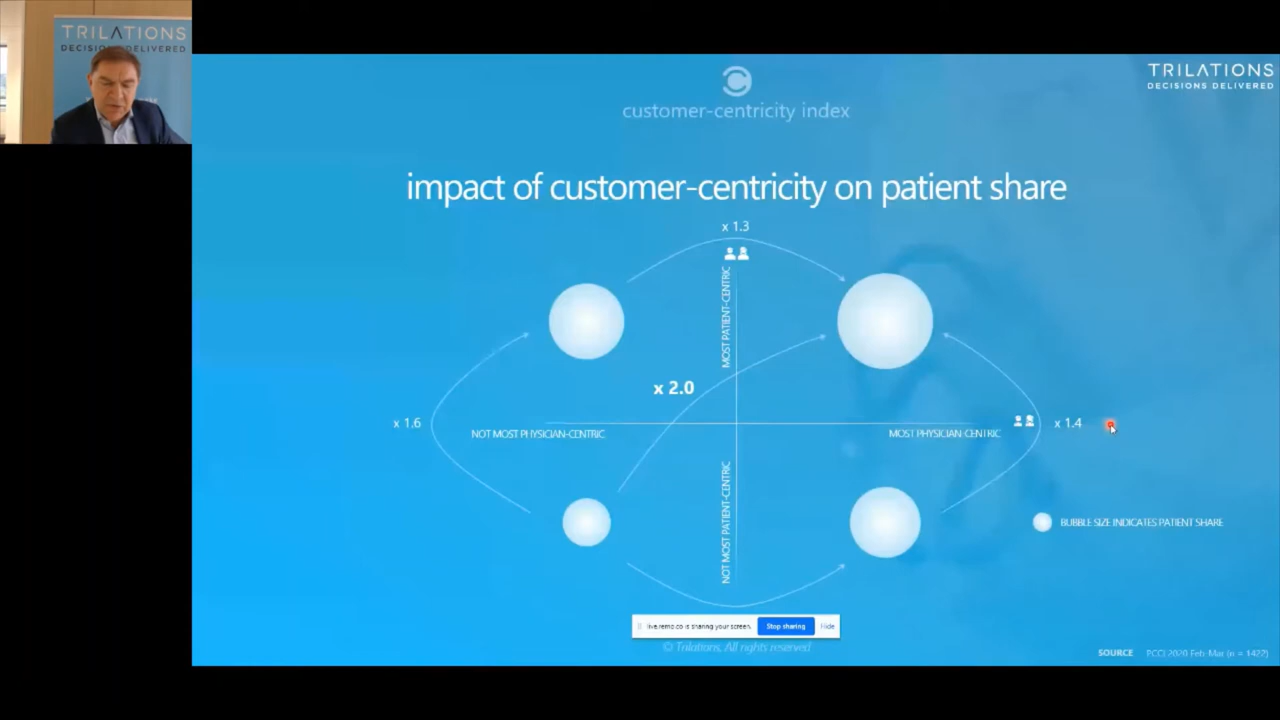 TRILATIONS
TRILATIONS
DECISIONS DELIVERED
customer-centricity index
impact of customer-centricity on patient share
x 1.3
MOST PATIENT-CENTRIC
x 2.0
x 1.6
NOT MOST PHYSICIAN-CENTRIC
MOST PHYSICIAN-CENTRIC
x 1.4
NOT MOST PATIENT-CENTRIC
BUBBLE SIZE INDICATES PATIENT SHARE
live.remo.co is sharing your screen.
Stop sharing
Hide
© Trilations, All rights reserved
SOURCE PCCI 2020 Feb-Mar (n = 1422)